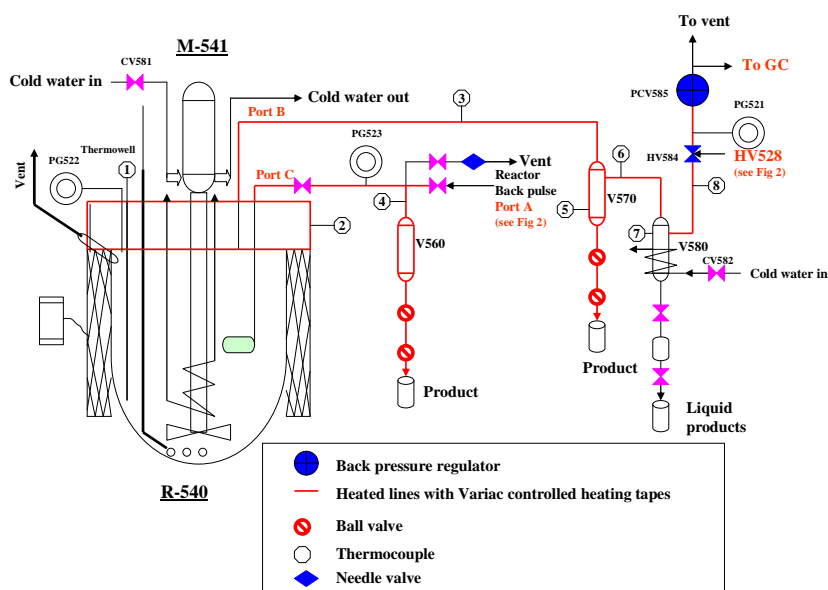 To vent
M-541
CV581
Cold water in
To GC
PCV585
PG521
Cold water out
3
Port B
PG523
HV584
HV528
(see Fig 2)
6
Thermowell
PG522
1
Vent
Vent
Reactor
Back pulse
Port A
(see Fig 2)
Port C
4
5
V570
8
2
7
V560
V580
CV582
Cold water in
Product
Product
Liquid
products
R-540
Back pressure regulator
Heated lines with Variac controlled heating tapes
Ball valve
Thermocouple
Needle valve